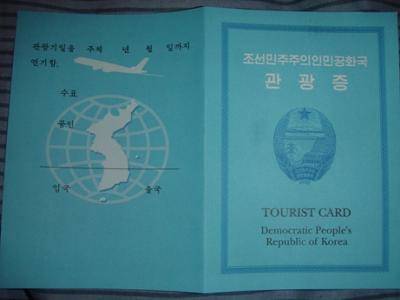 관광기일을 주체 년 월 일까지
연기함.
수표
공인
입국 출국
조선민주주의인민공화국
관 광 증
TOURIST CARD
Democratic People's
Republic of Korea